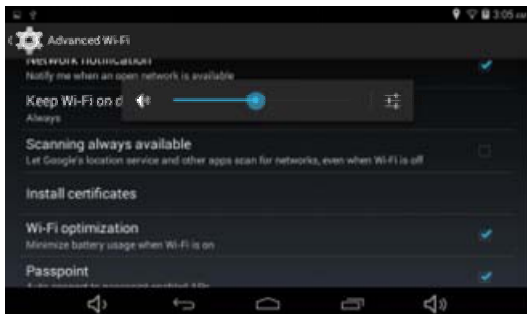 3:05 AM
Advanced Wi-Fi
Network notification
Notify me when an open network is available
Keep Wi-Fi on d
Always
Scanning always available
Let Google's location service and other apps scan for networks, even when Wi-Fi is off
Install certificates
Wi-Fi optimization
Minimize battery usage when Wi-Fi is on
Passpoint